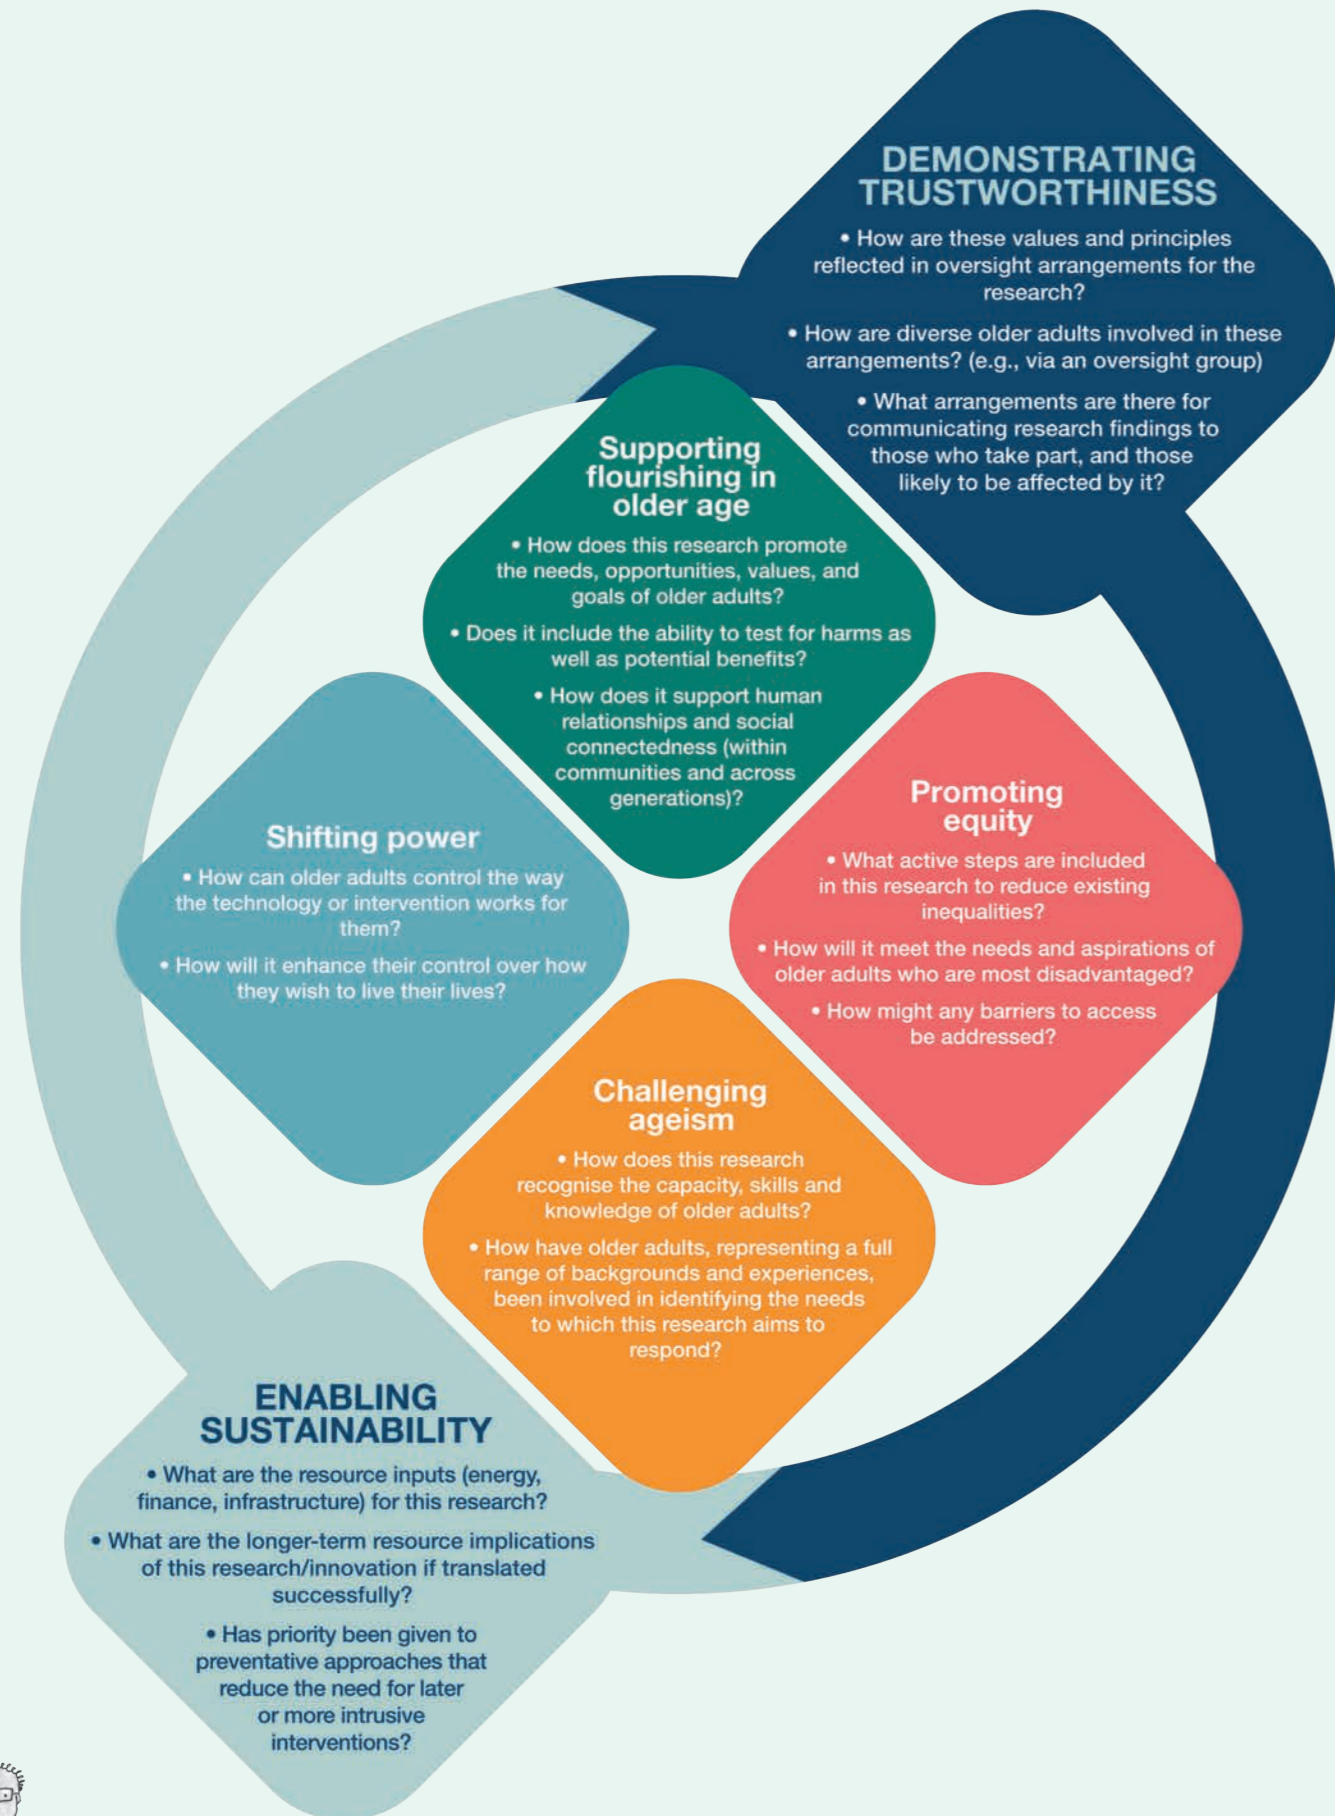 DEMONSTRATING
TRUSTWORTHINESS
• How are these values and principles
reflected in oversight arrangements for the
research?
• How are diverse older adults involved in these
arrangements? (e.g., via an oversight group)
• What arrangements are there for
communicating research findings to
those who take part, and those
likely to be affected by it?
Supporting
flourishing in
older age
• How does this research promote
the needs, opportunities, values, and
goals of older adults?
• Does it include the ability to test for harms as
well as potential benefits?
• How does it support human
relationships and social
connectedness (within
communities and across
generations)?
Shifting power
• How can older adults control the way
the technology or intervention works for
them?
• How will it enhance their control over how
they wish to live their lives?
Promoting
equity
• What active steps are included
in this research to reduce existing
inequalities?
• How will it meet the needs and aspirations of
older adults who are most disadvantaged?
• How might any barriers to access
be addressed?
Challenging
ageism
• How does this research
recognise the capacity, skills and
knowledge of older adults?
• How have older adults, representing a full
range of backgrounds and experiences,
been involved in identifying the needs
to which this research aims to
respond?
ENABLING
SUSTAINABILITY
• What are the resource inputs (energy,
finance, infrastructure) for this research?
• What are the longer-term resource implications
of this research/innovation if translated
successfully?
• Has priority been given to
preventative approaches that
reduce the need for later
or more intrusive
interventions?